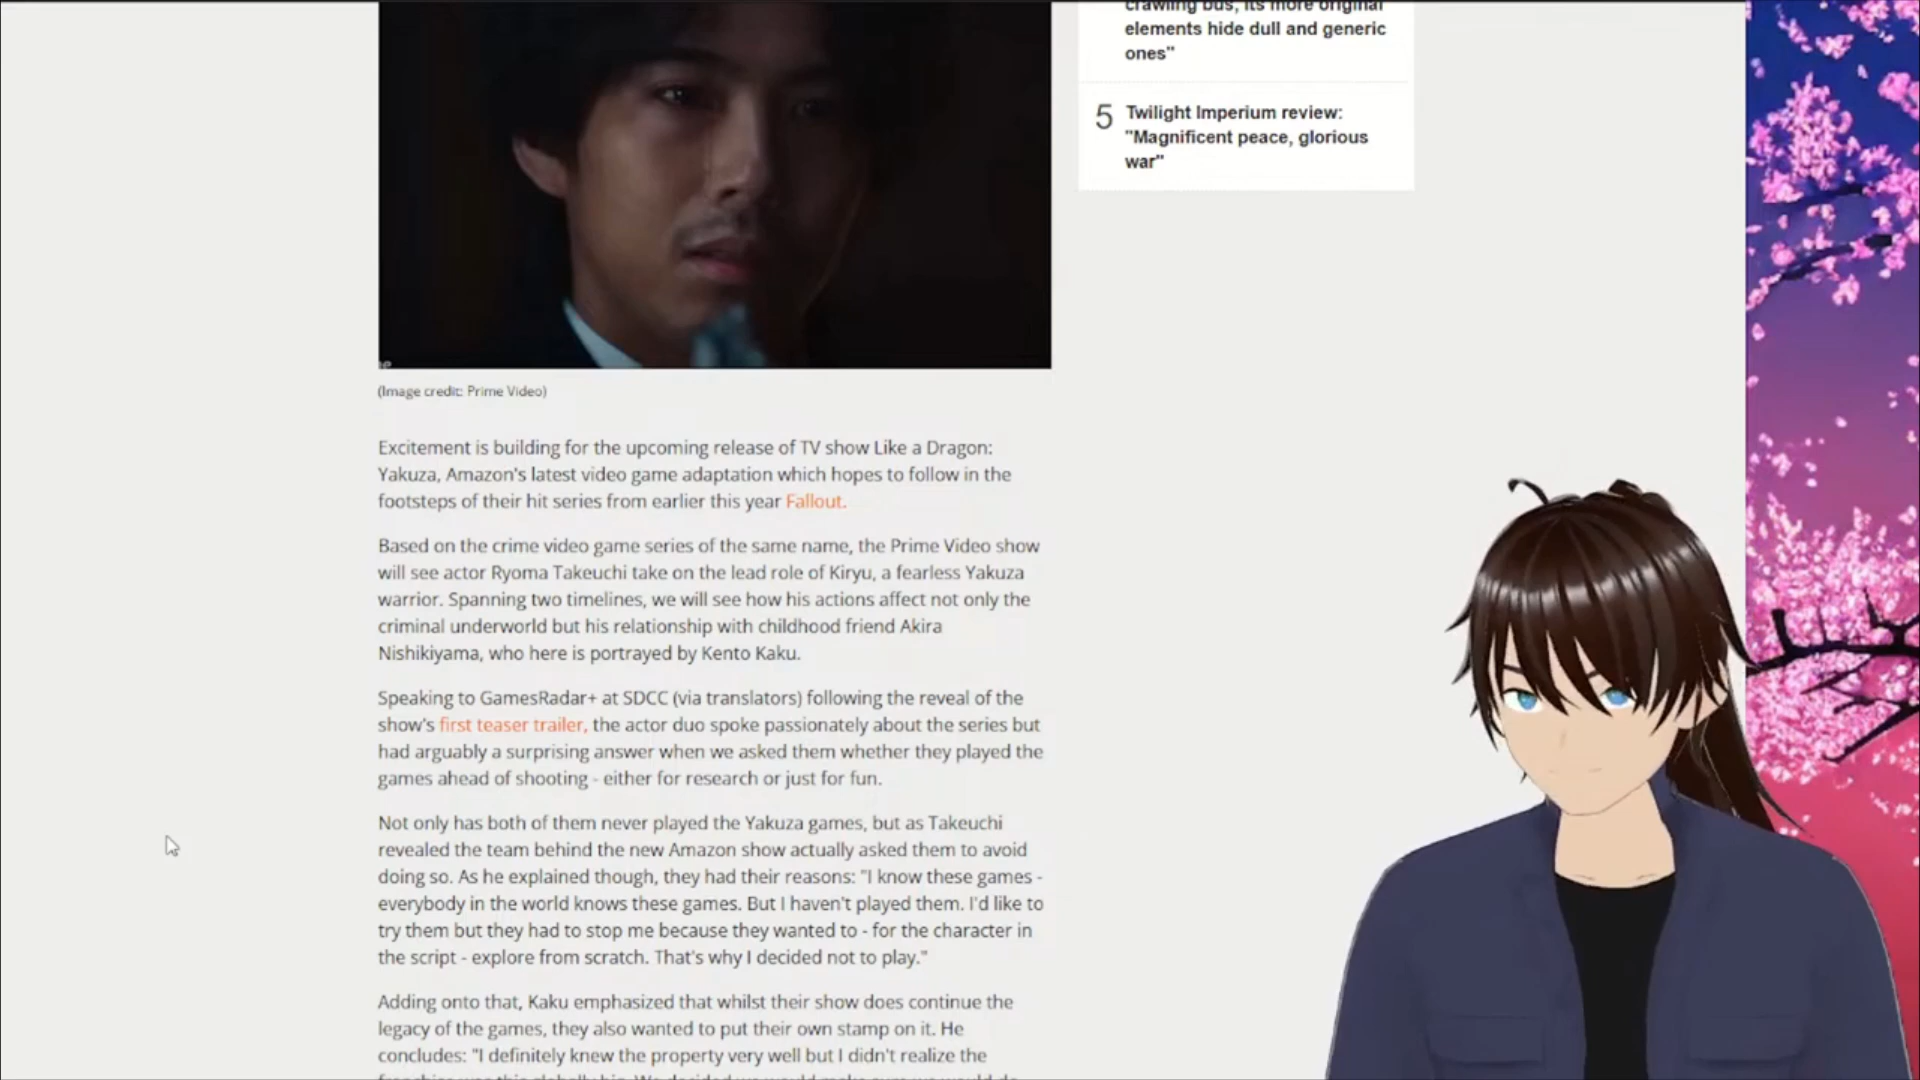 crawling bus, its more original
elements hide dull and generic
ones"
5
Twilight Imperium review:
"Magnificent peace, glorious
war"
(Image credit: Prime Video)
Excitement is building for the upcoming release of TV show Like a Dragon:
Yakuza, Amazon's latest video game adaptation which hopes to follow in the
footsteps of their hit series from earlier this year Fallout.
Based on the crime video game series of the same name, the Prime Video show
will see actor Ryoma Takeuchi take on the lead role of Kiryu, a fearless Yakuza
warrior. Spanning two timelines, we will see how his actions affect not only the
criminal underworld but his relationship with childhood friend Akira
Nishikiyama, who here is portrayed by Kento Kaku.
Speaking to GamesRadar+ at SDCC (via translators) following the reveal of the
show's first teaser trailer, the actor duo spoke passionately about the series but
had arguably a surprising answer when we asked them whether they played the
games ahead of shooting - either for research or just for fun.
Not only has both of them never played the Yakuza games, but as Takeuchi
revealed the team behind the new Amazon show actually asked them to avoid
doing so. As he explained though, they had their reasons: "I know these games -
everybody in the world knows these games. But I haven't played them. I'd like to
try them but they had to stop me because they wanted to - for the character in
the script - explore from scratch. That's why I decided not to play."
Adding onto that, Kaku emphasized that whilst their show does continue the
legacy of the games, they also wanted to put their own stamp on it. He
concludes: "I definitely knew the property very well but I didn't realize the